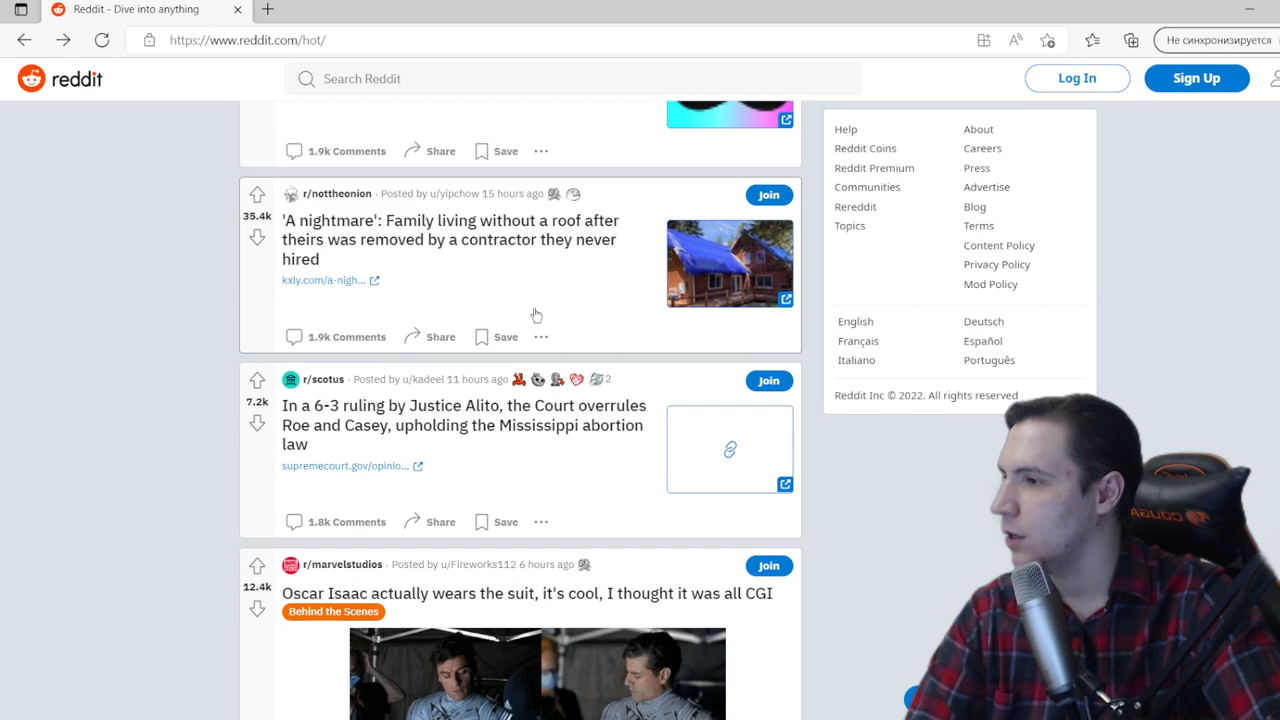 Reddit - Dive into anything
https://www.reddit.com/hot/
Не синхронизируется
reddit
Search Reddit
Log In
Sign Up
1.9k Comments Share Save
r/nottheonion · Posted by u/yipchow 15 hours ago
Join
35.4k
'A nightmare': Family living without a roof after
theirs was removed by a contractor they never
hired
kxly.com/a-nigh...
1.9k Comments Share Save
r/scotus · Posted by u/kadeel 11 hours ago 2
Join
7.2k
In a 6-3 ruling by Justice Alito, the Court overrules
Roe and Casey, upholding the Mississippi abortion
law
supremecourt.gov/opinio...
1.8k Comments Share Save
r/marvelstudios · Posted by u/Fireworks112 6 hours ago
Join
12.4k
Oscar Isaac actually wears the suit, it's cool, I thought it was all CGI
Behind the Scenes
Help About
Reddit Coins Careers
Reddit Premium Press
Communities Advertise
Rereddit Blog
Topics Terms
Content Policy
Privacy Policy
Mod Policy
English Deutsch
Français Español
Italiano Português
Reddit Inc © 2022. All rights reserved
COUGAR